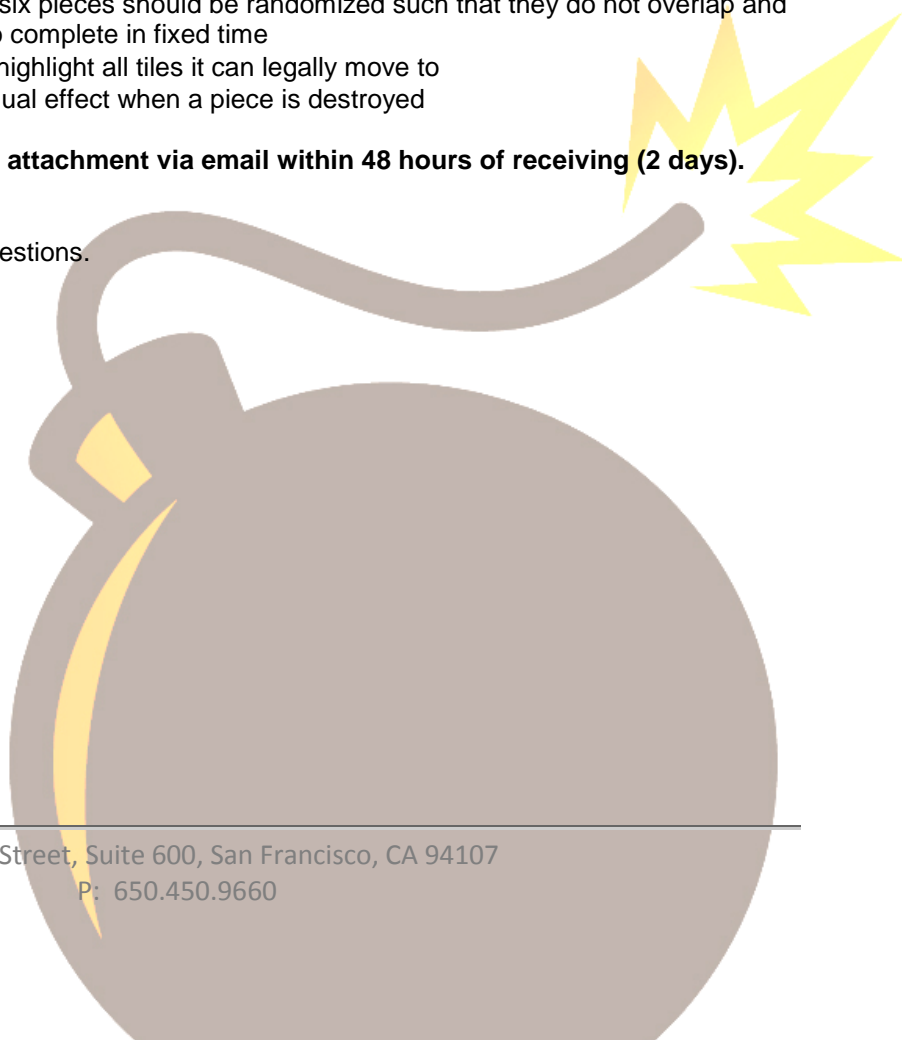 six pieces should be randomized such that they do not overlap and
complete in fixed time
highlight all tiles it can legally move to
effect when a piece is destroyed
attachment via email within 48 hours of receiving (2 days).
Street, Suite 600, San Francisco, CA 94107
P: 650.450.9660